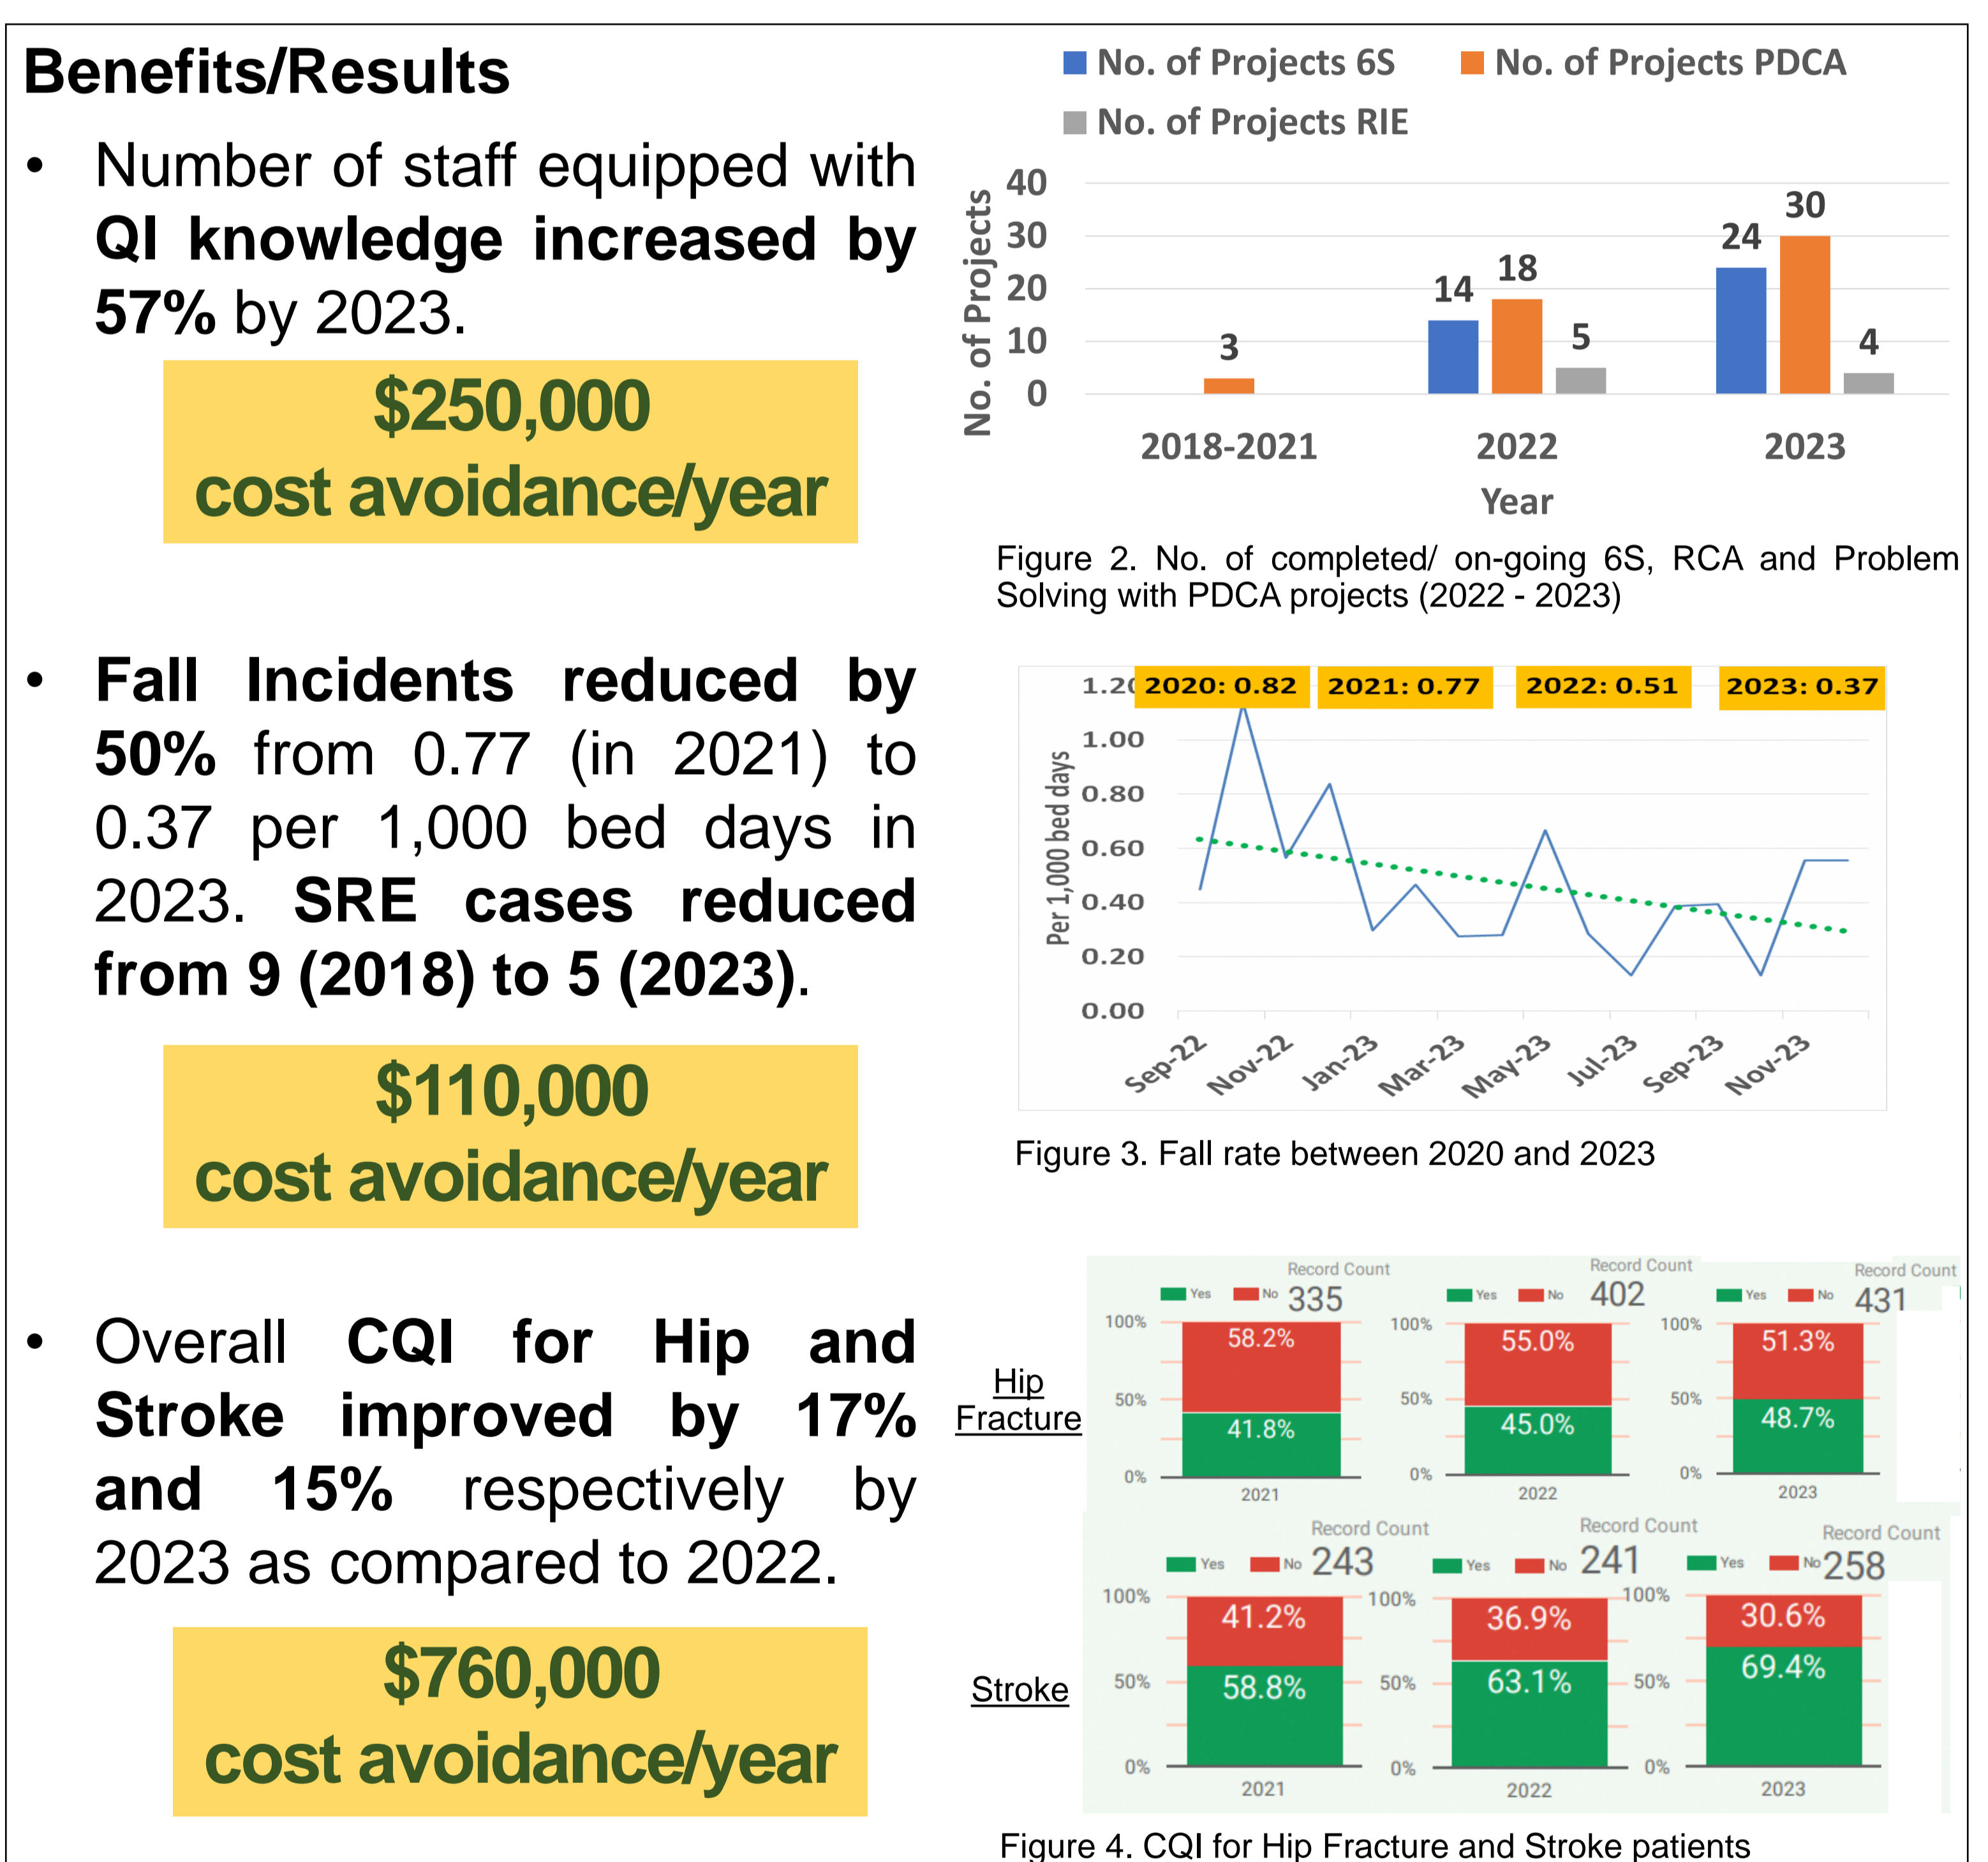 Benefits/Results
• Number of staff equipped with
QI knowledge increased by
57% by 2023.
$250,000
cost avoidance/year
• Fall Incidents reduced by
50% from 0.77 (in 2021) to
0.37 per 1,000 bed days in
2023. SRE cases reduced
from 9 (2018) to 5 (2023).
$110,000
cost avoidance/year
• Overall CQI for Hip and
Stroke improved by 17%
and 15% respectively by
2023 as compared to 2022.
$760,000
cost avoidance/year
No. of Projects 6S No. of Projects PDCA
No. of Projects RIE
No. of Projects
40
30
20
10
0
3
14 18 5
24 30 4
2018-2021 2022 2023
Year
Figure 2. No. of completed/ on-going 6S, RCA and Problem
Solving with PDCA projects (2022 - 2023)
2020: 0.82 2021: 0.77 2022: 0.51 2023: 0.37
Per 1,000 bed days
1.20
1.00
0.80
0.60
0.40
0.20
0.00
Sep-22 Nov-22 Jan-23 Mar-23 May-23 Jul-23 Sep-23 Nov-23
Figure 3. Fall rate between 2020 and 2023
Hip
Fracture
Record Count Record Count Record Count
Yes No 335 Yes No 402 Yes No 431
100% 58.2% 100% 55.0% 100% 51.3%
50% 41.8% 50% 45.0% 50% 48.7%
0% 0% 0%
2021 2022 2023
Stroke
Record Count Record Count Record Count
Yes No 243 Yes No 241 Yes No 258
100% 41.2% 100% 36.9% 100% 30.6%
50% 58.8% 50% 63.1% 50% 69.4%
0% 0% 0%
2021 2022 2023
Figure 4. CQI for Hip Fracture and Stroke patients